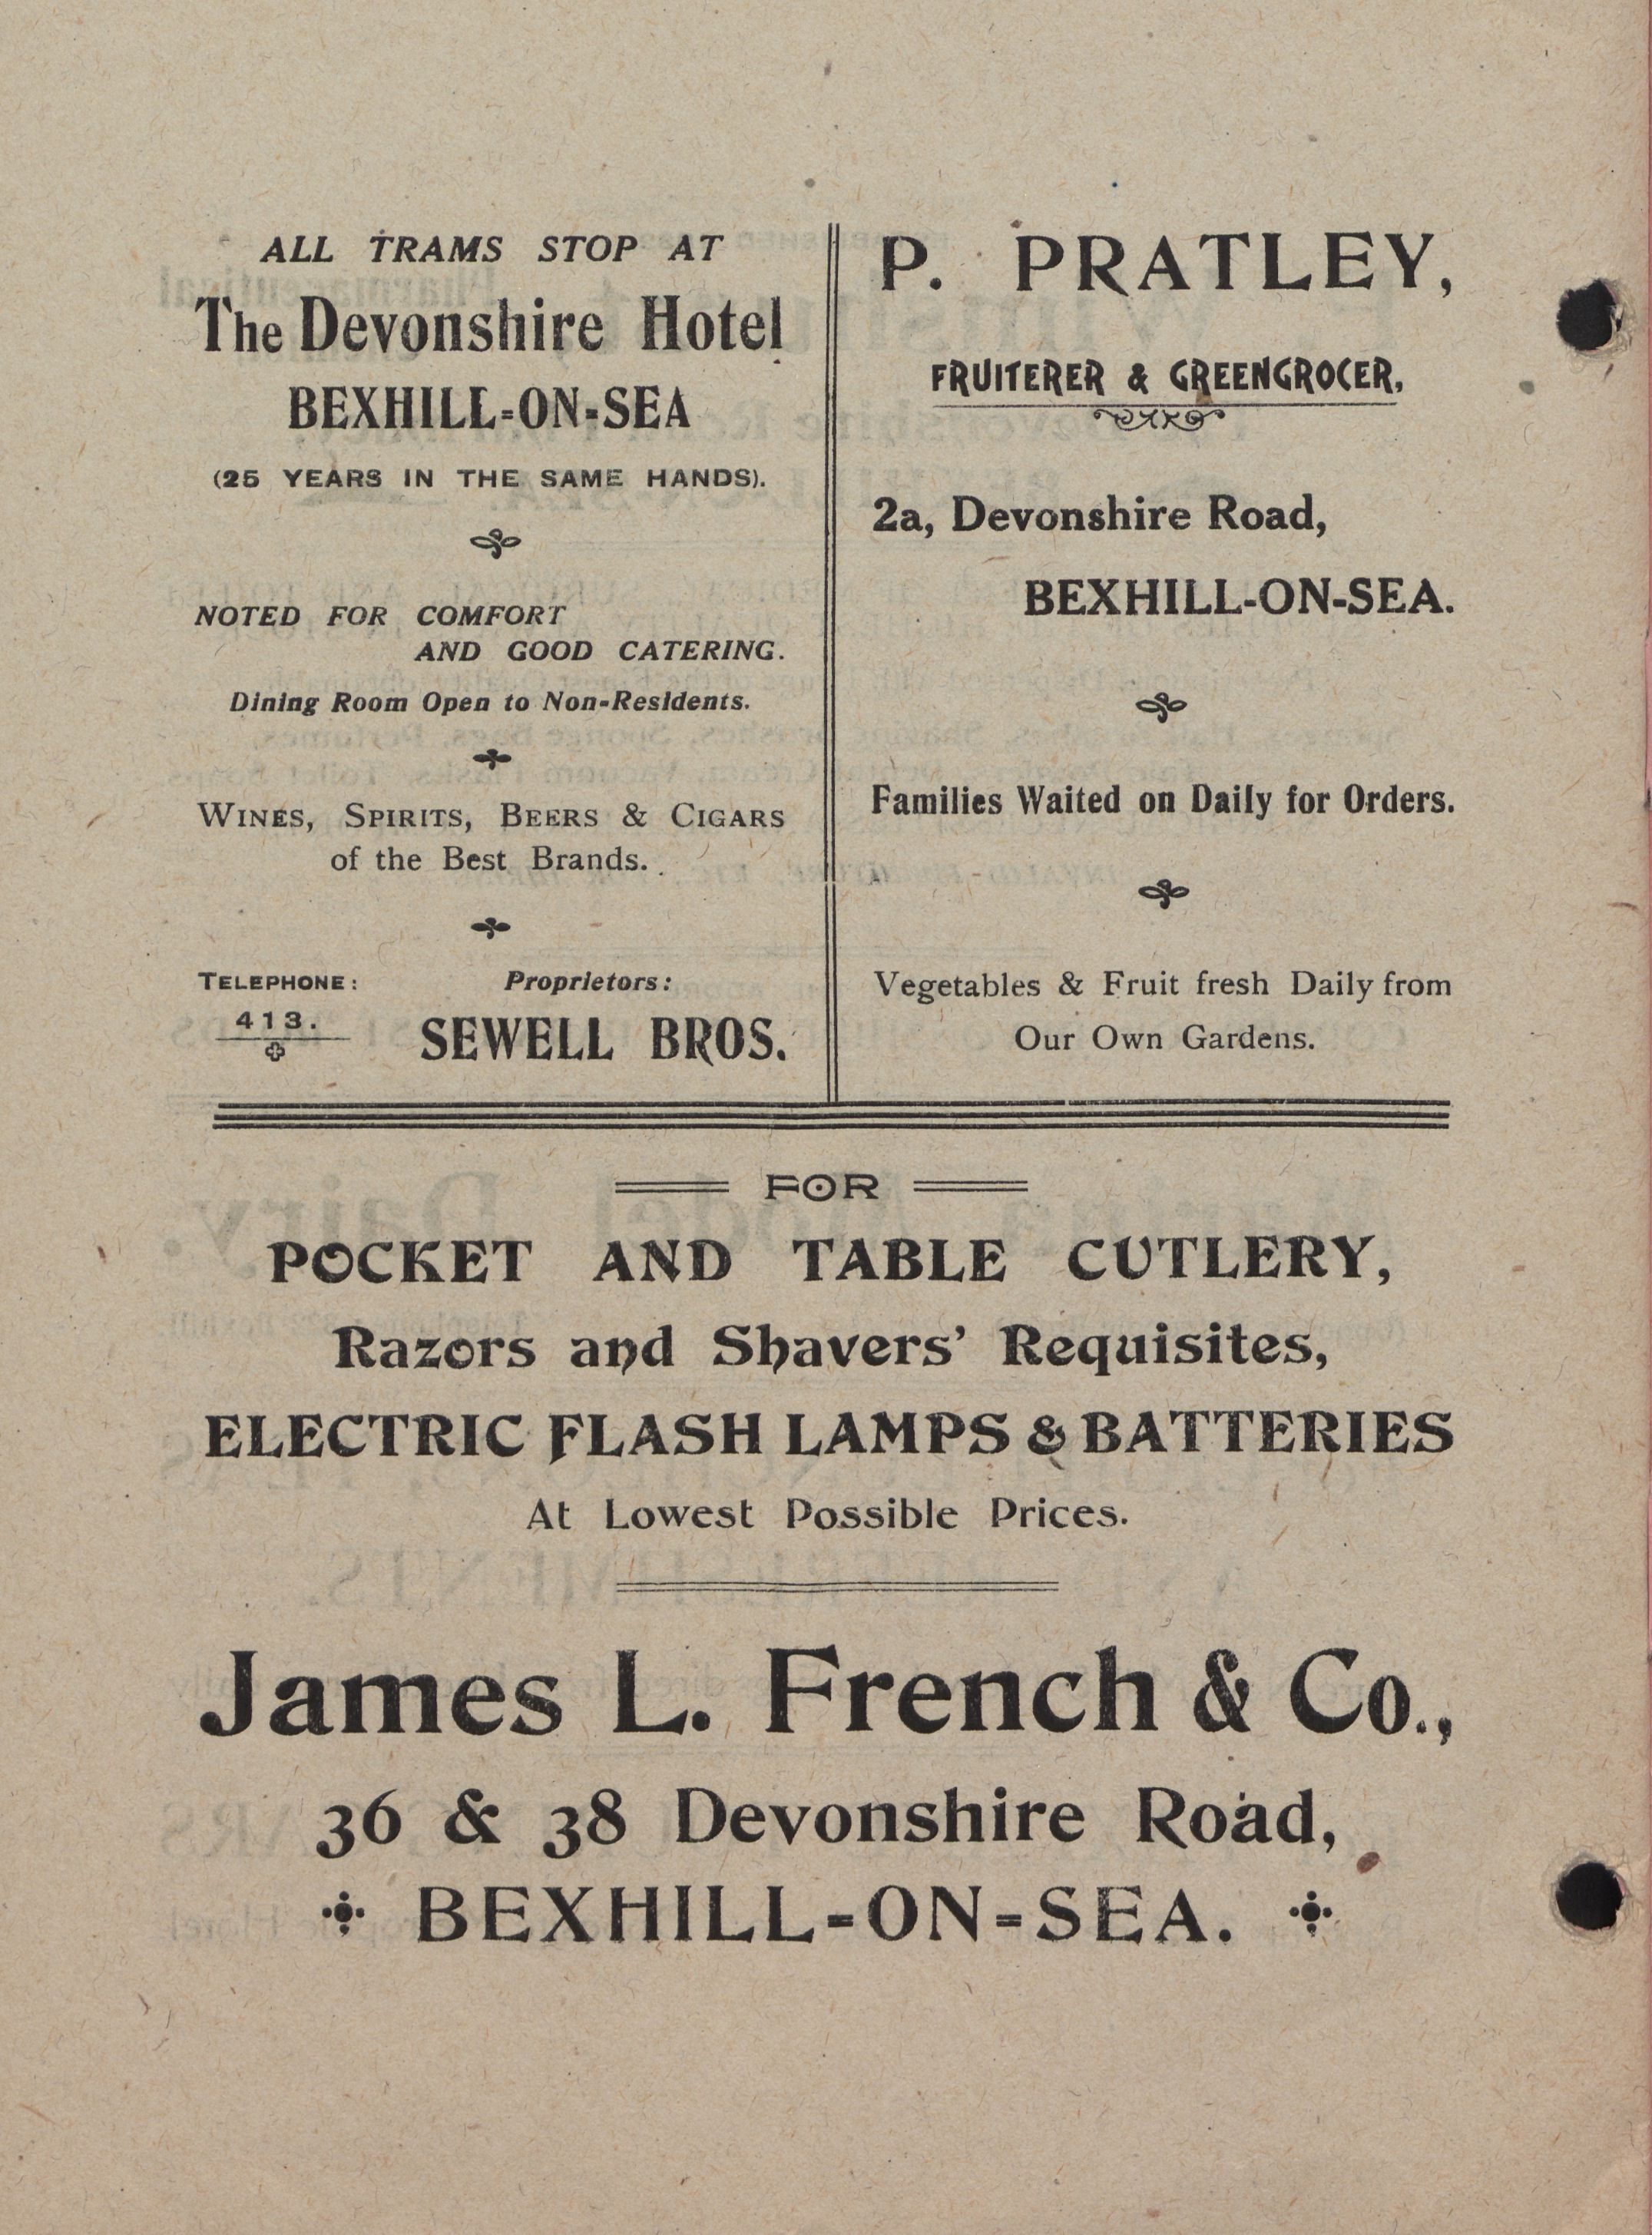 ALL TRAMS STOP AT
The Devonshire Hotel
BEXHILL-ON-SEA
(25 YEARS IN THE SAME HANDS).
NOTED FOR COMFORT
AND GOOD CATERING.
Dining Room Open to Non-Residents.
WINES, SPIRITS, BEERS & CIGARS
of the Best Brands.
TELEPHONE:
413.
Proprietors:
SEWELL BROS.
P. PRATLEY,
FRUITERER & GREENGROCER,
2a, Devonshire Road,
BEXHILL-ON-SEA.
Families Waited on Daily for Orders.
Vegetables & Fruit fresh Daily from
Our Own Gardens.
FOR
POCKET AND TABLE CUTLERY,
Razors and Shavers' Requisites,
ELECTRIC FLASH LAMPS & BATTERIES
At Lowest Possible Prices.
James L. French & Co.,
36 & 38 Devonshire Road,
BEXHILL-ON-SEA.